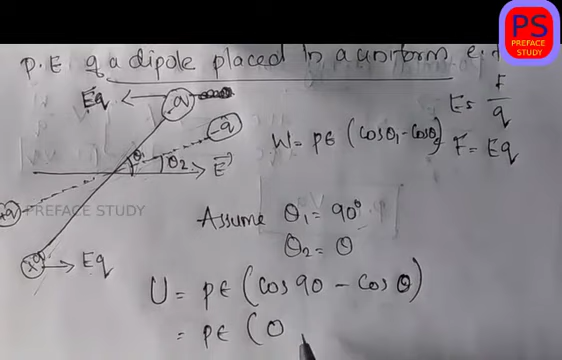 PS
PREFACE
STUDY
P.E of a dipole placed in a uniform e.f
Eq
-q
-q
θ1
θ2
E
W = PE (cosθ1 - cosθ2)
E = F/q
F = Eq
+q
PREFACE STUDY
+q
Eq
Assume θ1 = 90°
θ2 = θ
U = PE (cos 90 - cos θ)
= PE (0